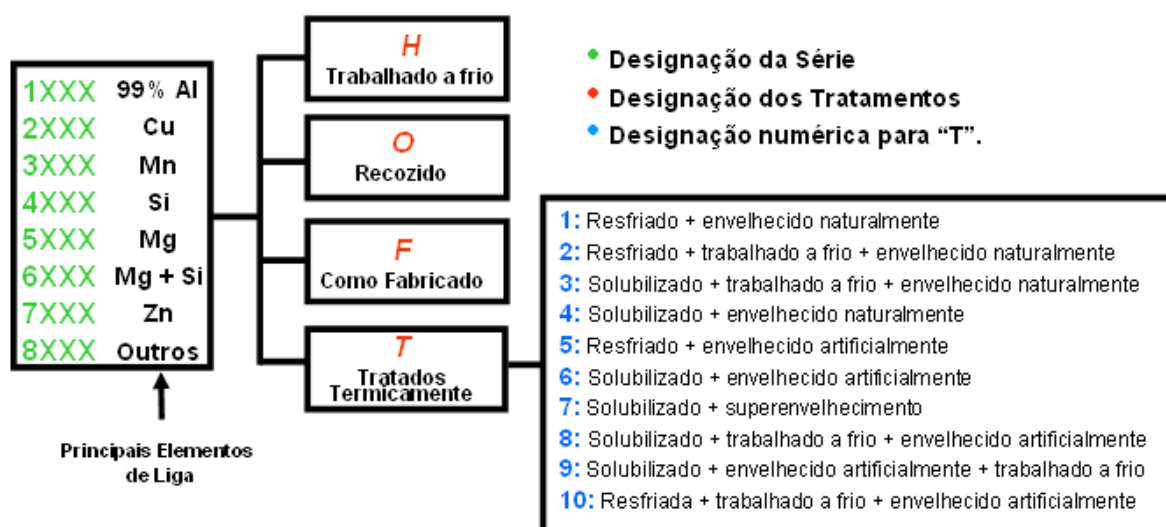 1XXX 99% Al
2XXX Cu
3XXX Mn
4XXX Si
5XXX Mg
6XXX Mg + Si
7XXX Zn
8XXX Outros
Principais Elementos
de Liga
H
Trabalhado a frio
O
Recozido
F
Como Fabricado
T
Tratados
Termicamente
• Designação da Série
• Designação dos Tratamentos
• Designação numérica para “T”.
1: Resfriado + envelhecido naturalmente
2: Resfriado + trabalhado a frio + envelhecido naturalmente
3: Solubilizado + trabalhado a frio + envelhecido naturalmente
4: Solubilizado + envelhecido naturalmente
5: Resfriado + envelhecido artificialmente
6: Solubilizado + envelhecido artificialmente
7: Solubilizado + superenvelhecimento
8: Solubilizado + trabalhado a frio + envelhecido artificialmente
9: Solubilizado + envelhecido artificialmente + trabalhado a frio
10: Resfriada + trabalhado a frio + envelhecido artificialmente